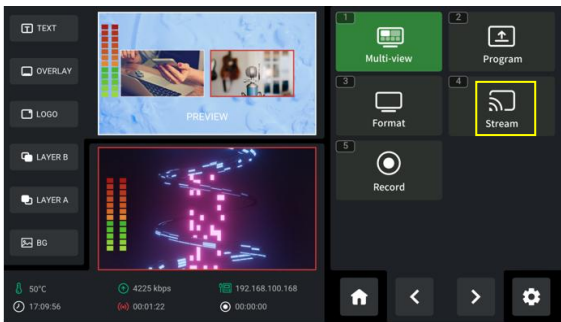 TEXT
OVERLAY
LOGO
LAYER B
LAYER A
BG
PREVIEW
50°C
4225 kbps
192.168.100.168
17:09:56
00:01:22
00:00:00
1
Multi-view
2
Program
3
Format
4
Stream
5
Record